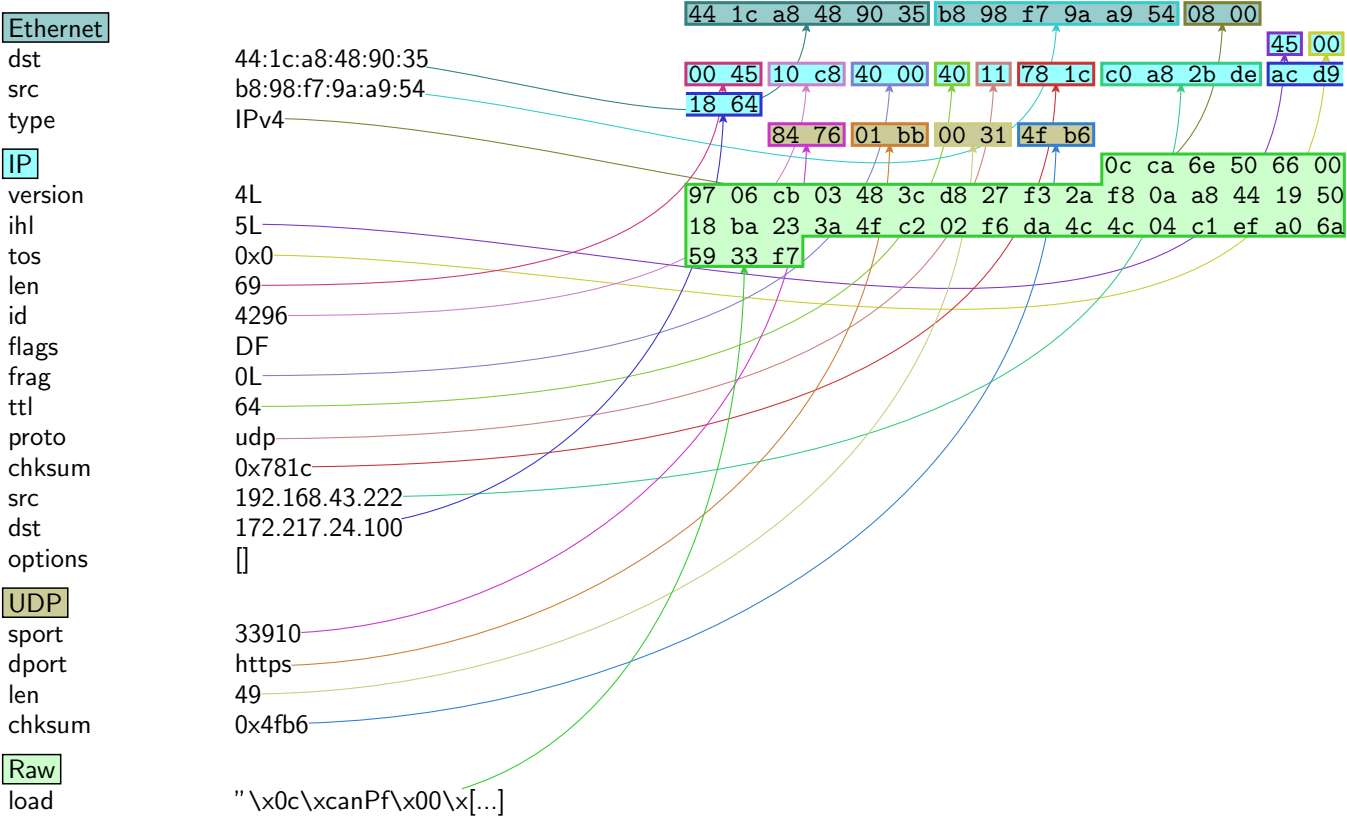 Ethernet
dst 44:1c:a8:48:90:35
src b8:98:f7:9a:a9:54
type IPv4
IP
version 4L
ihl 5L
tos 0x0
len 69
id 4296
flags DF
frag 0L
ttl 64
proto udp
chksum 0x781c
src 192.168.43.222
dst 172.217.24.100
options []
UDP
sport 33910
dport https
len 49
chksum 0x4fb6
Raw
load "\x0c\xcanPf\x00\x[...]
44 1c a8 48 90 35 b8 98 f7 9a a9 54 08 00
45 00
00 45 10 c8 40 00 40 11 78 1c c0 a8 2b de ac d9
18 64
84 76 01 bb 00 31 4f b6
0c ca 6e 50 66 00
97 06 cb 03 48 3c d8 27 f3 2a f8 0a a8 44 19 50
18 ba 23 3a 4f c2 02 f6 da 4c 4c 04 c1 ef a0 6a
59 33 f7